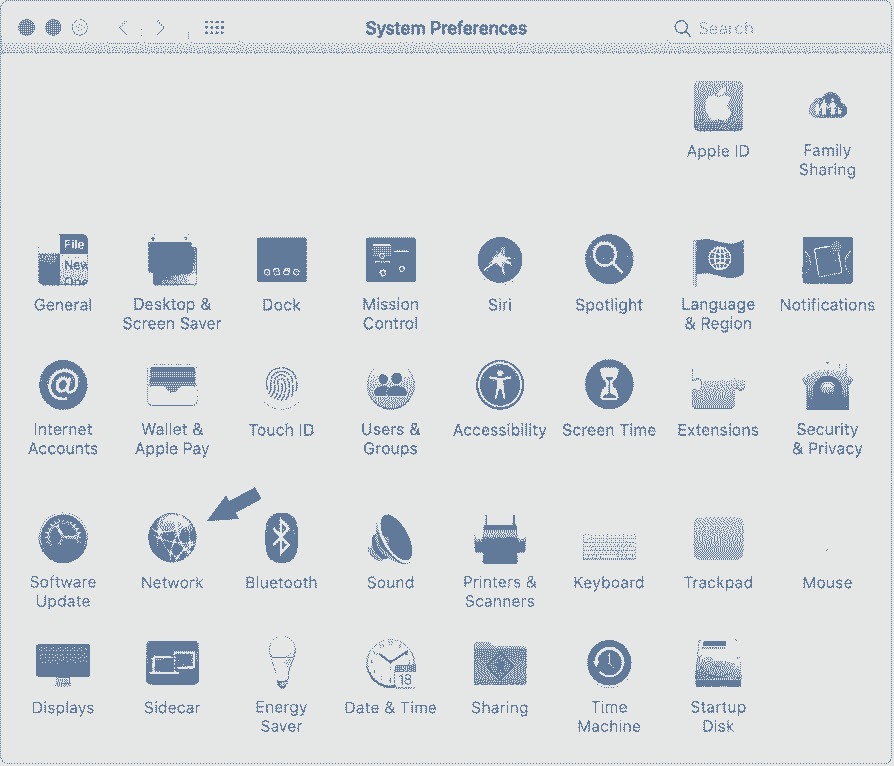 System Preferences
Search
Apple ID
Family
Sharing
File
New
One
General
Desktop &
Screen Saver
Dock
Mission
Control
Siri
Spotlight
Language
& Region
Notifications
Internet
Accounts
Wallet &
Apple Pay
Touch ID
Users &
Groups
Accessibility
Screen Time
Extensions
Security
& Privacy
Software
Update
Network
Bluetooth
Sound
Printers &
Scanners
Keyboard
Trackpad
Mouse
Displays
Sidecar
Energy
Saver
18
Date & Time
Sharing
Time
Machine
Startup
Disk